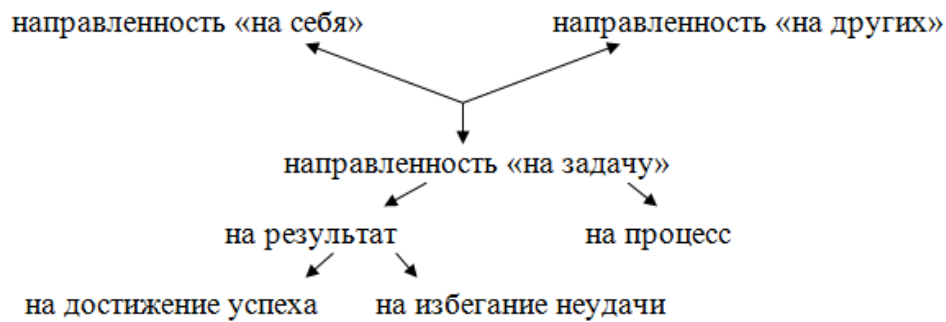 направленность «на себя» направленность «на других»
направленность «на задачу»
на результат на процесс
на достижение успеха на избегание неудачи